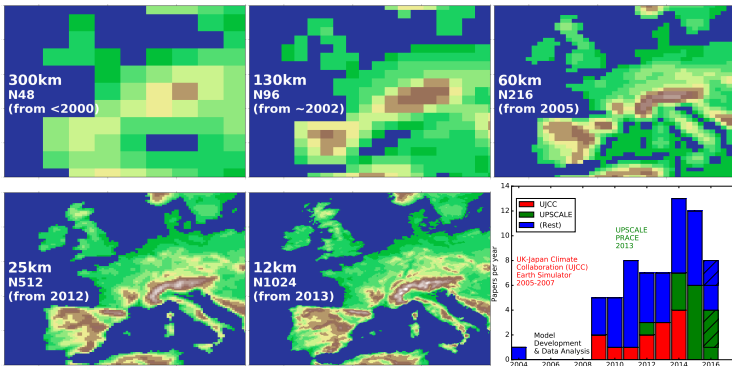 300km
N48
(from <2000)
130km
N96
(from ~2002)
60km
N216
(from 2005)
25km
N512
(from 2012)
12km
N1024
(from 2013)
14
12
10
8
6
4
2
0
Papers per year
UJCC
UPSCALE
(Rest)
UPSCALE
PRACE
2013
UK-Japan Climate
Collaboration (UJCC)
Earth Simulator
2005-2007
Model
Development
& Data Analysis
2004 2006 2008 2010 2012 2014 2016